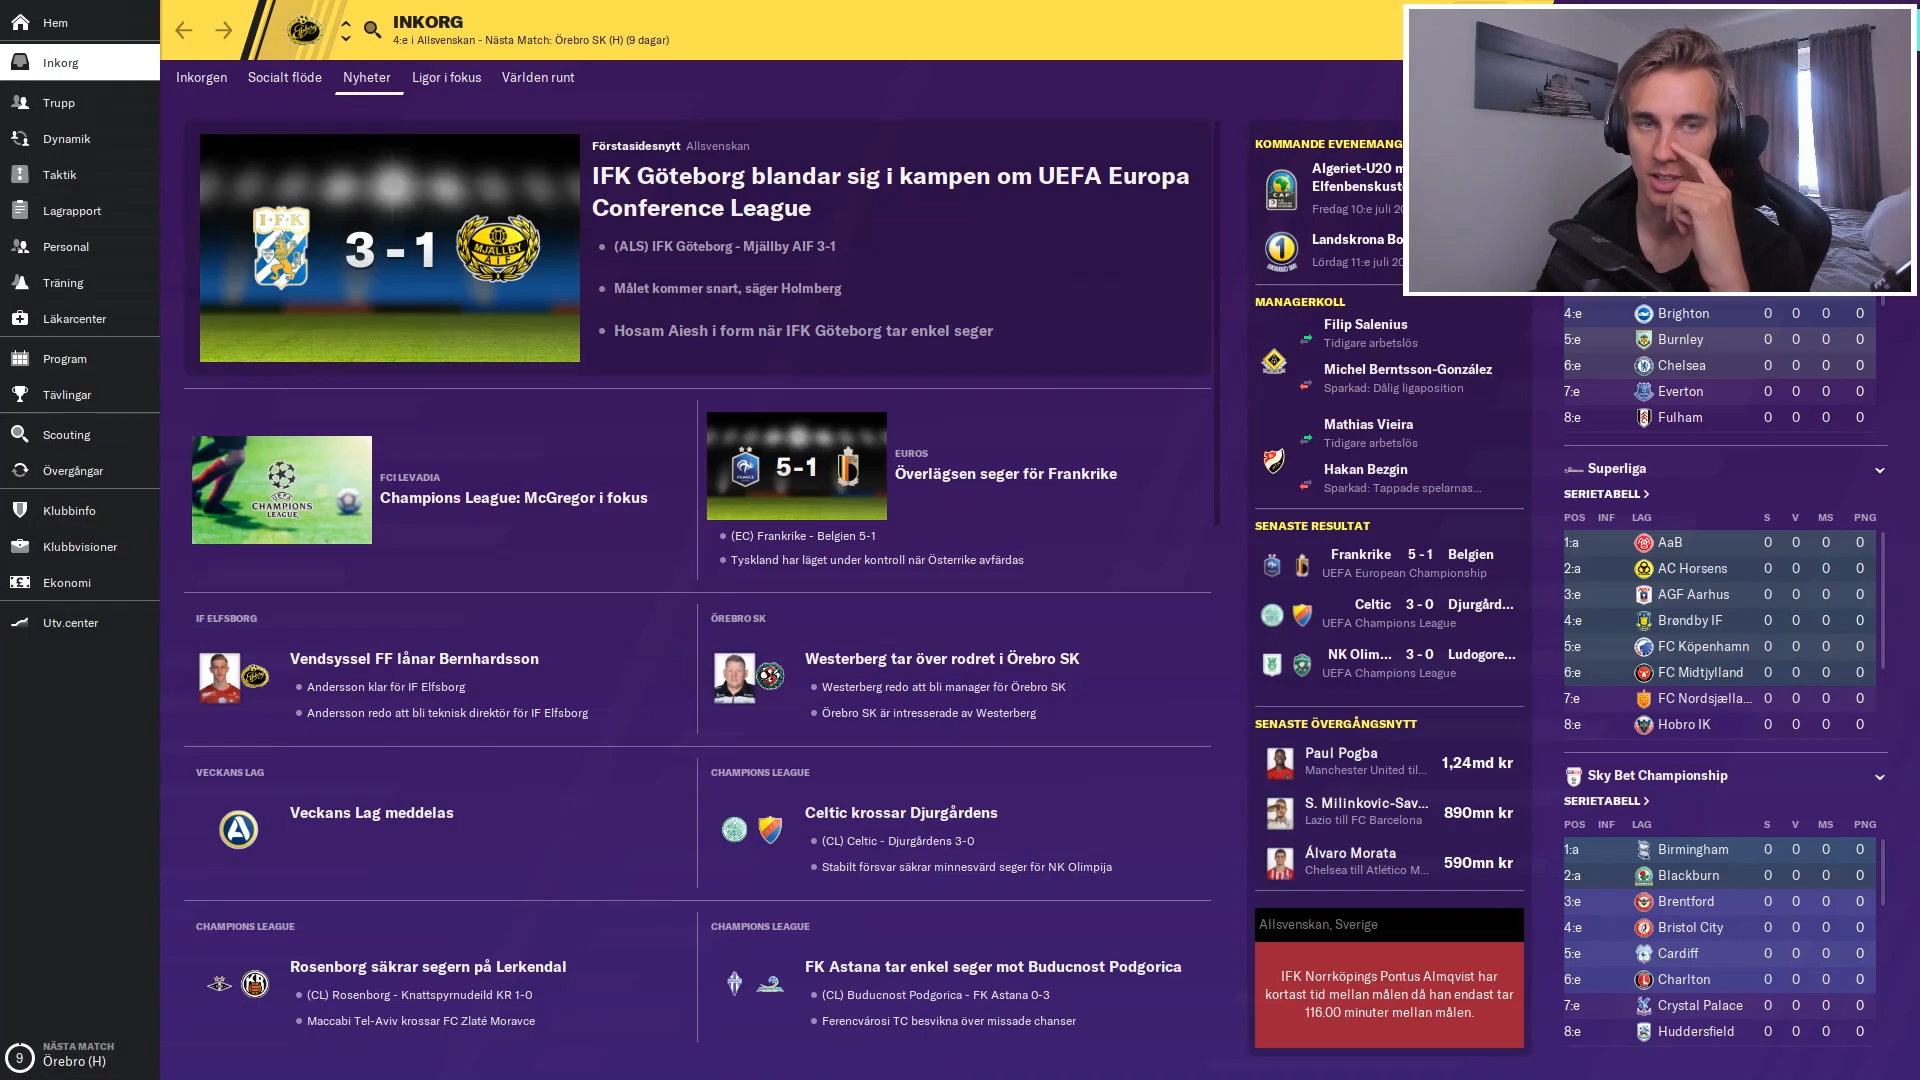 Hem
Inkorg
Trupp
Dynamik
Taktik
Lagrapport
Personal
Träning
Läkarcenter
Program
Tävlingar
Scouting
Övergångar
Klubbinfo
Klubbvisioner
Ekonomi
Utv.center
9
NÄSTA MATCH
Örebro (H)
INKORG
4:e i Allsvenskan - Nästa Match: Örebro SK (H) (9 dagar)
Inkorgen Socialt flöde Nyheter Ligor i fokus Världen runt
I·F·K
3 - 1
MJÄLLBY
A I F
Förstasidesnytt Allsvenskan
IFK Göteborg blandar sig i kampen om UEFA Europa
Conference League
(ALS) IFK Göteborg - Mjällby AIF 3-1
Målet kommer snart, säger Holmberg
Hosam Aiesh i form när IFK Göteborg tar enkel seger
UEFA
CHAMPIONS
LEAGUE
FCI LEVADIA
Champions League: McGregor i fokus
5-1
EUROS
Överlägsen seger för Frankrike
(EC) Frankrike - Belgien 5-1
Tyskland har läget under kontroll när Österrike avfärdas
IF ELFSBORG
Vendsyssel FF lånar Bernhardsson
Andersson klar för IF Elfsborg
Andersson redo att bli teknisk direktör för IF Elfsborg
ÖREBRO SK
Westerberg tar över rodret i Örebro SK
Westerberg redo att bli manager för Örebro SK
Örebro SK är intresserade av Westerberg
VECKANS LAG
Veckans Lag meddelas
CHAMPIONS LEAGUE
Celtic krossar Djurgårdens
(CL) Celtic - Djurgårdens 3-0
Stabilt försvar säkrar minnesvärd seger för NK Olimpija
CHAMPIONS LEAGUE
Rosenborg säkrar segern på Lerkendal
(CL) Rosenborg - Knattspyrnudeild KR 1-0
Maccabi Tel-Aviv krossar FC Zlaté Moravce
CHAMPIONS LEAGUE
FK Astana tar enkel seger mot Buducnost Podgorica
(CL) Buducnost Podgorica - FK Astana 0-3
Ferencvárosi TC besvikna över missade chanser
KOMMANDE EVENEMANG
Algeriet-U20 m
Elfenbenskust
Fredag 10:e juli 20
Landskrona Bo
Lördag 11:e juli 20
MANAGERKOLL
Filip Salenius
Tidigare arbetslös
Michel Berntsson-González
Sparkad: Dålig ligaposition
Mathias Vieira
Tidigare arbetslös
Hakan Bezgin
Sparkad: Tappade spelarnas...
SENASTE RESULTAT
Frankrike 5 - 1 Belgien
UEFA European Championship
Celtic 3 - 0 Djurgård...
UEFA Champions League
NK Olim... 3 - 0 Ludogore...
UEFA Champions League
SENASTE ÖVERGÅNGSNYTT
Paul Pogba
Manchester United til... 1,24md kr
S. Milinkovic-Sav...
Lazio till FC Barcelona 890mn kr
Álvaro Morata
Chelsea till Atlético M... 590mn kr
Allsvenskan, Sverige
IFK Norrköpings Pontus Almqvist har
kortast tid mellan målen då han endast tar
116.00 minuter mellan målen.
4:e Brighton 0 0 0 0
5:e Burnley 0 0 0 0
6:e Chelsea 0 0 0 0
7:e Everton 0 0 0 0
8:e Fulham 0 0 0 0
Superliga
SERIETABELL
POS INF LAG S V MS PNG
1:a AaB 0 0 0 0
2:a AC Horsens 0 0 0 0
3:e AGF Aarhus 0 0 0 0
4:e Brøndby IF 0 0 0 0
5:e FC Köpenhamn 0 0 0 0
6:e FC Midtjylland 0 0 0 0
7:e FC Nordsjælla... 0 0 0 0
8:e Hobro IK 0 0 0 0
Sky Bet Championship
SERIETABELL
POS INF LAG S V MS PNG
1:a Birmingham 0 0 0 0
2:a Blackburn 0 0 0 0
3:e Brentford 0 0 0 0
4:e Bristol City 0 0 0 0
5:e Cardiff 0 0 0 0
6:e Charlton 0 0 0 0
7:e Crystal Palace 0 0 0 0
8:e Huddersfield 0 0 0 0